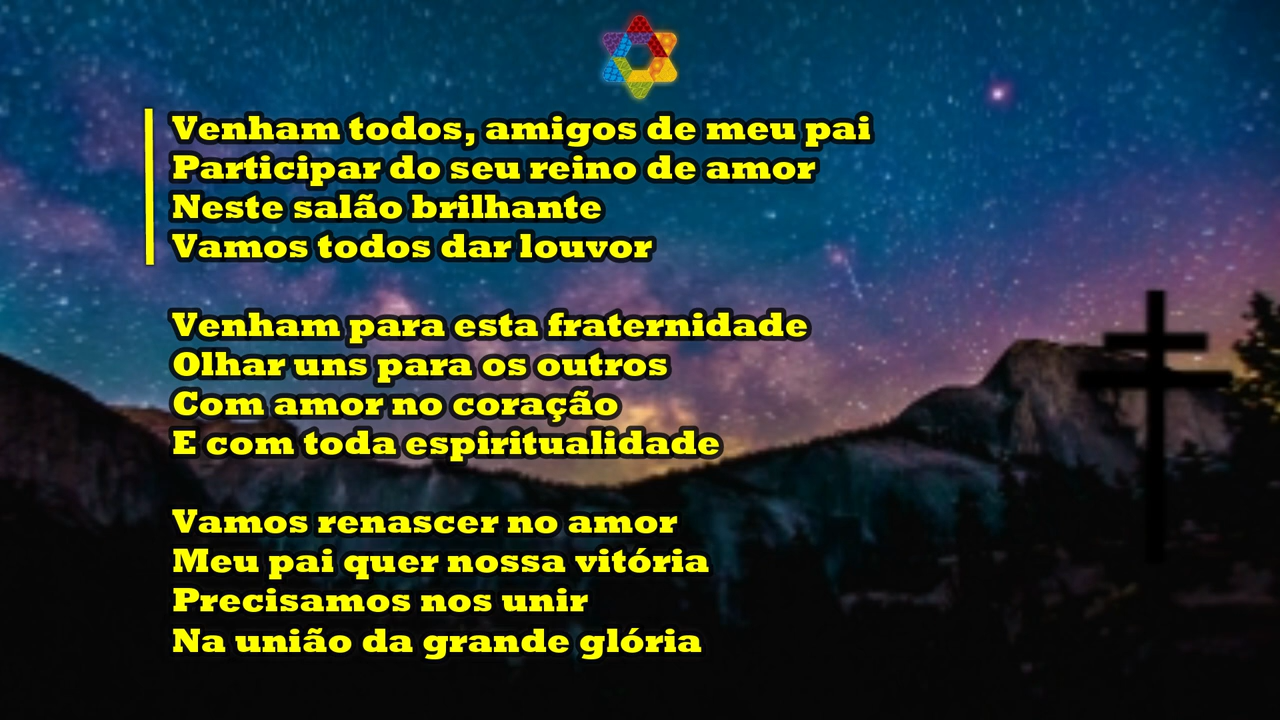 Venham todos, amigos de meu pai
Participar do seu reino de amor
Neste salão brilhante
Vamos todos dar louvor
Venham para esta fraternidade
Olhar uns para os outros
Com amor no coração
E com toda espiritualidade
Vamos renascer no amor
Meu pai quer nossa vitória
Precisamos nos unir
Na união da grande glória